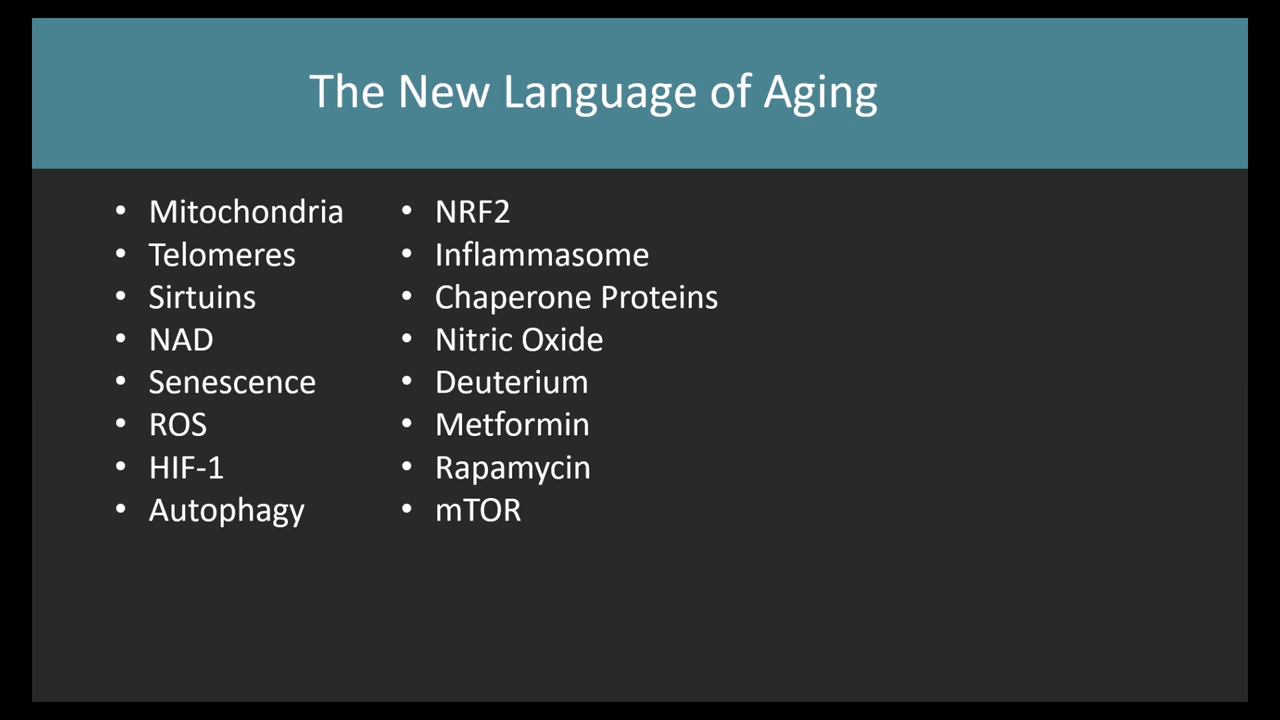 The New Language of Aging
• Mitochondria
• Telomeres
• Sirtuins
• NAD
• Senescence
• ROS
• HIF-1
• Autophagy
• NRF2
• Inflammasome
• Chaperone Proteins
• Nitric Oxide
• Deuterium
• Metformin
• Rapamycin
• mTOR